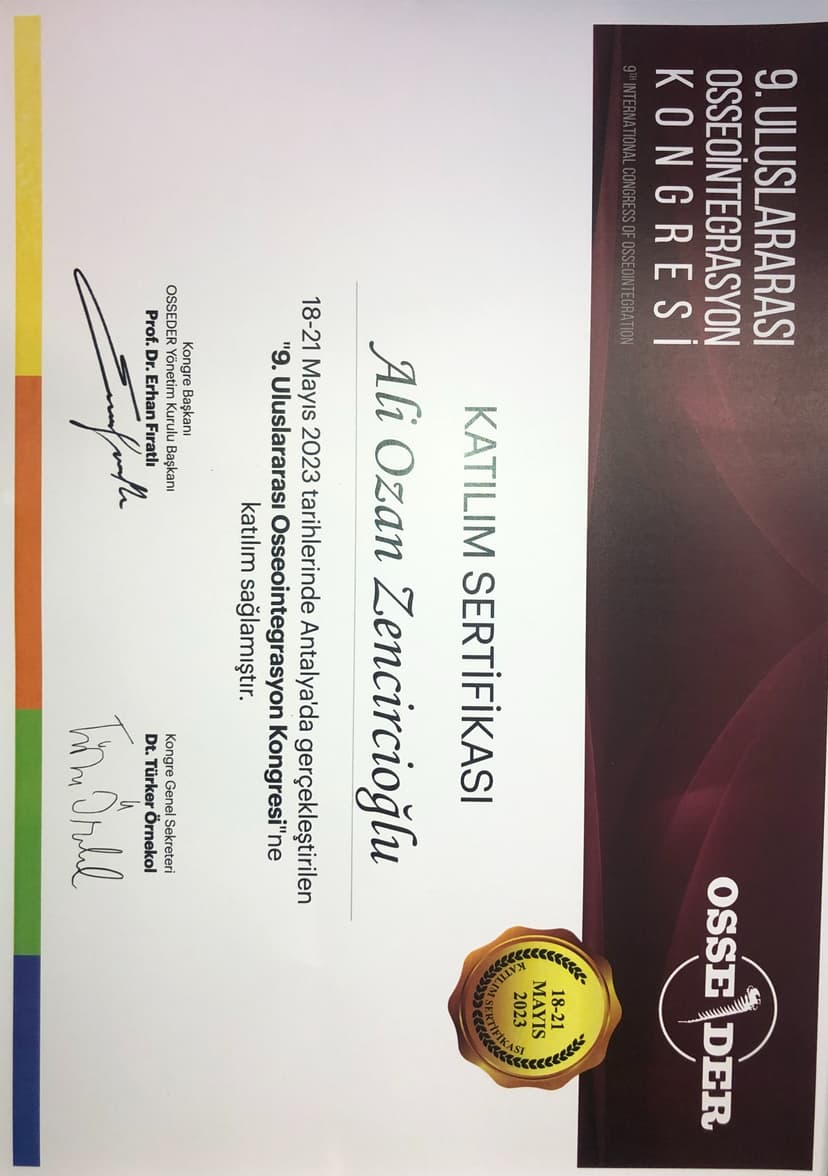 9. ULUSLARARASI
OSSEOİNTEGRASYON
KONGRESİ
9TH INTERNATIONAL CONGRESS OF OSSEOINTEGRATION
OSSEDER
KATILIM SERTİFİKASI
18-21
MAYIS
2023
KATILIM SERTİFİKASI
Ali Ozan Zencircioğlu
18-21 Mayıs 2023 tarihlerinde Antalya'da gerçekleştirilen
"9. Uluslararası Osseointegrasyon Kongresi"ne
katılım sağlamıştır.
Kongre Başkanı
OSSEDER Yönetim Kurulu Başkanı
Prof. Dr. Erhan Fıratlı
Kongre Genel Sekreteri
Dt. Türker Örnekol